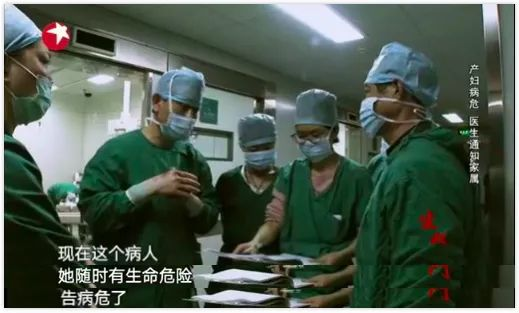 产妇病危 医生通知家属
现在这个病人
她随时有生命危险
告病危了